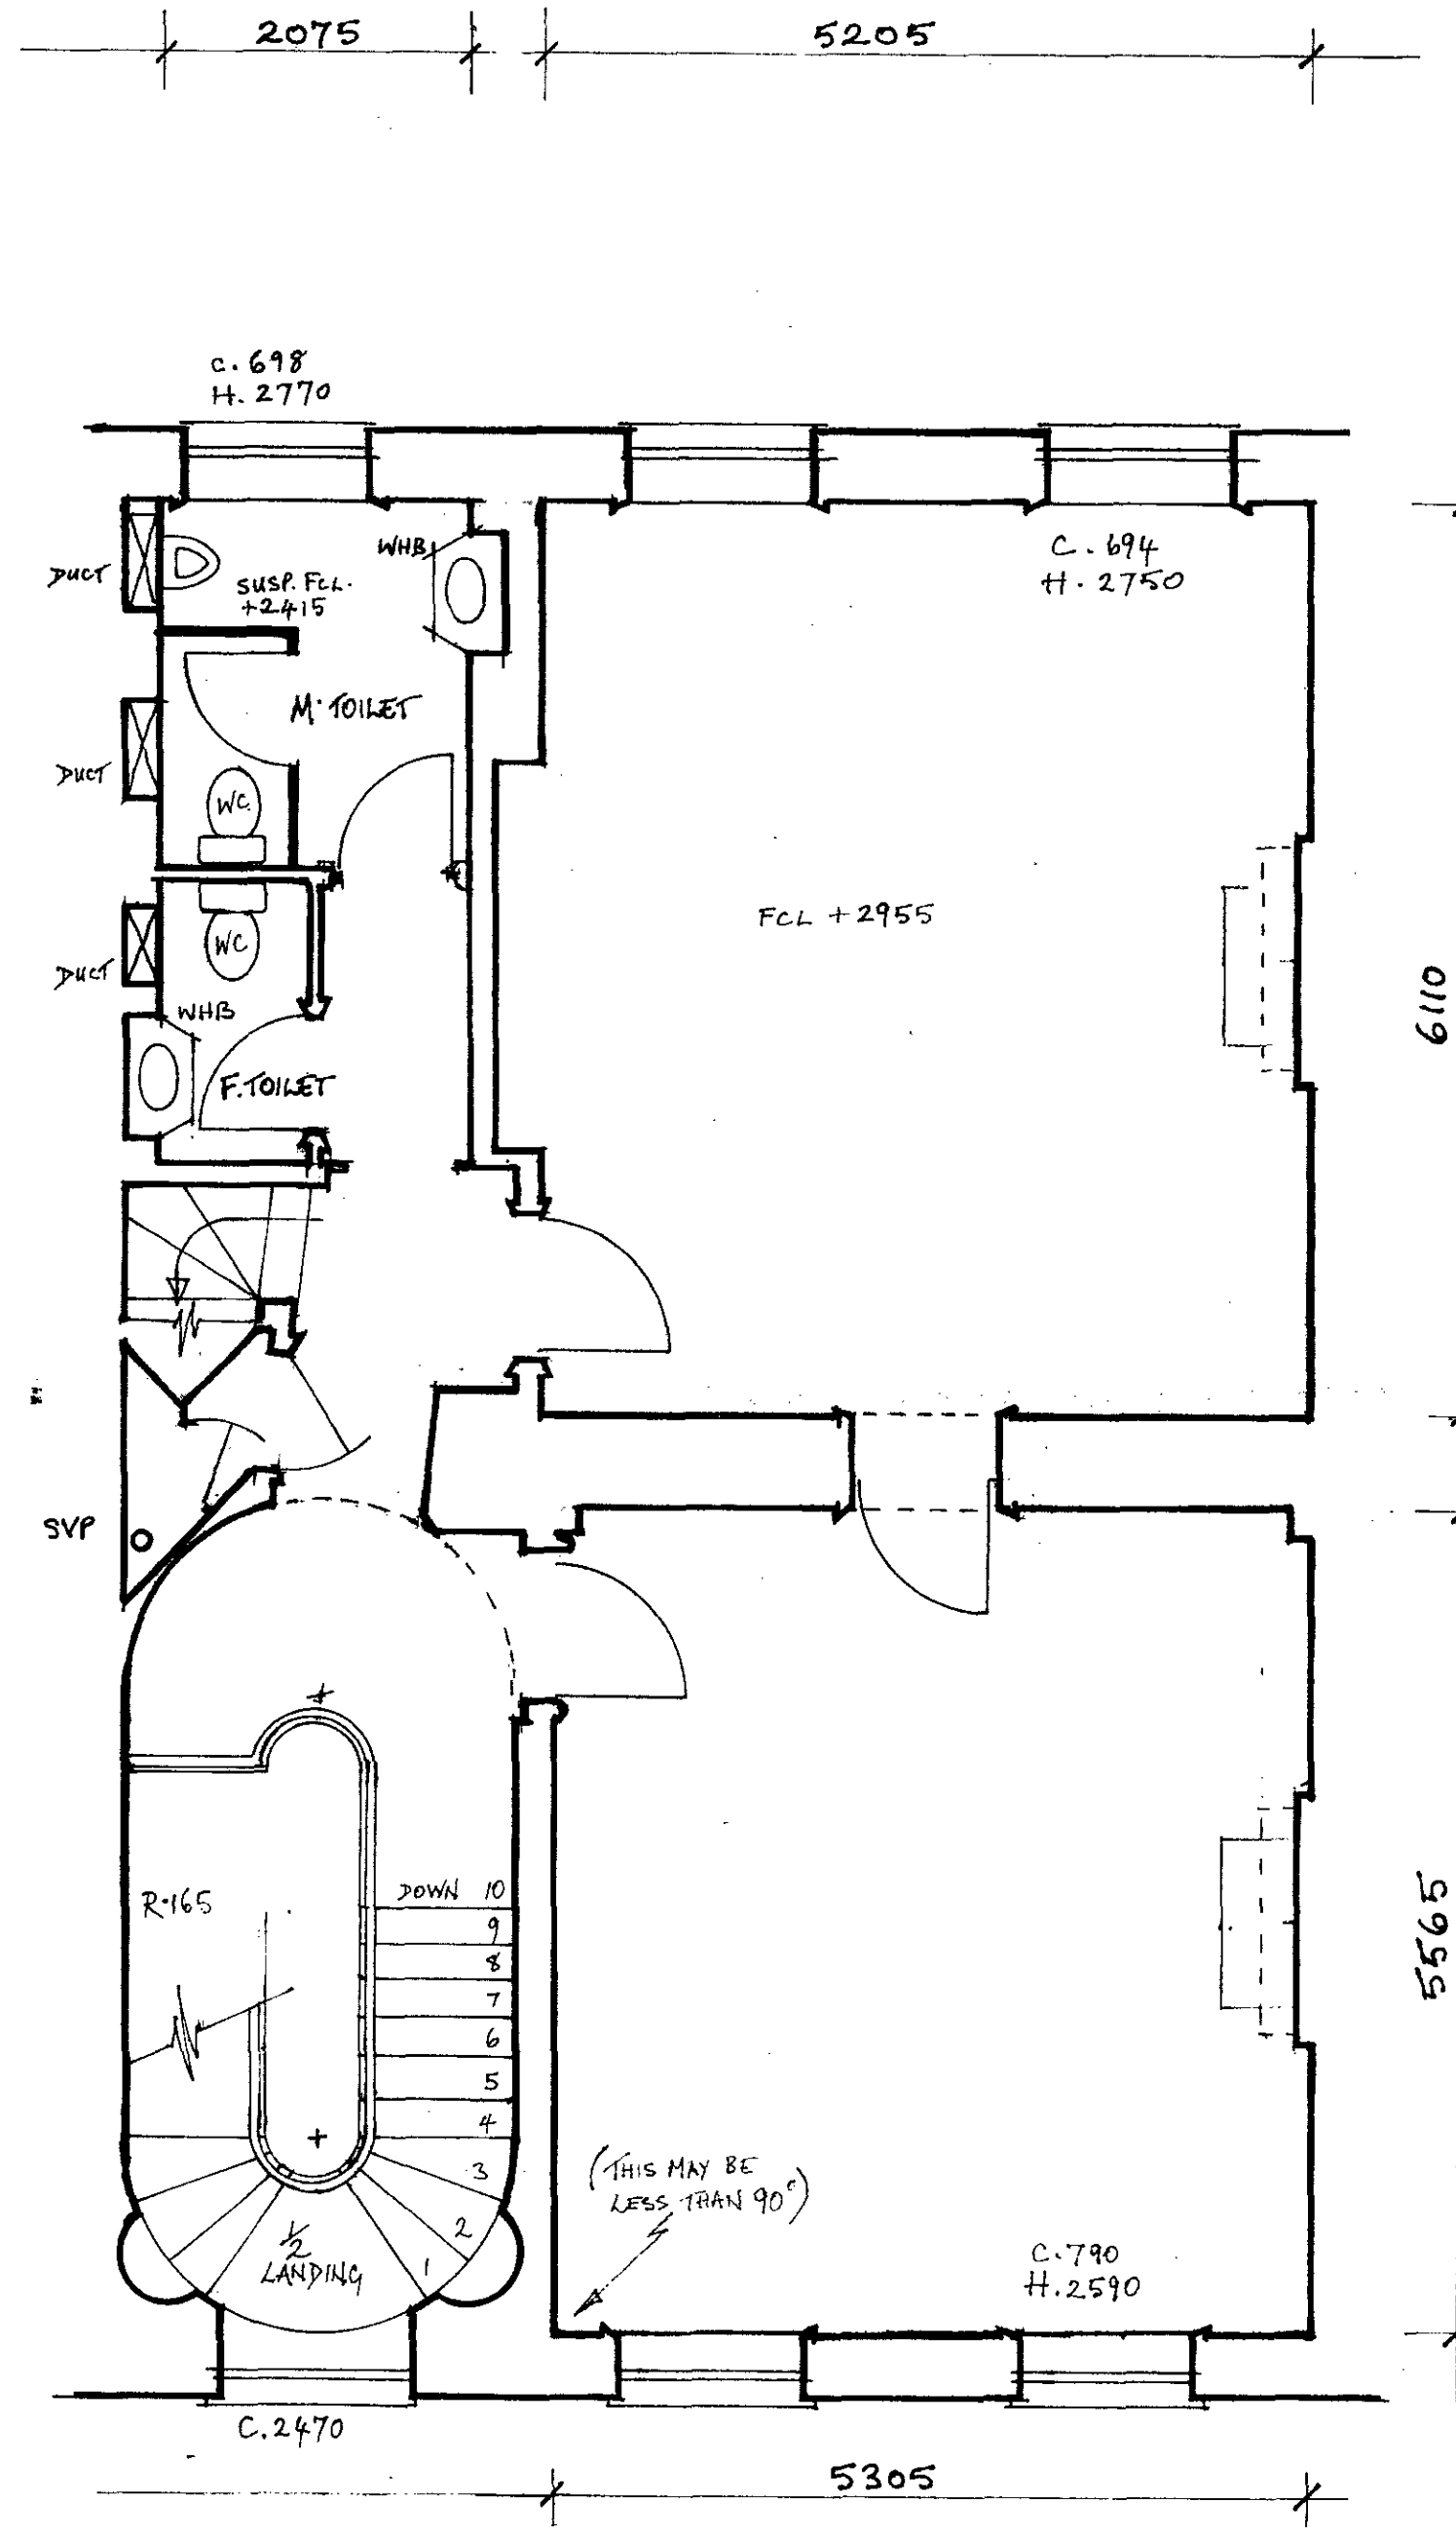 2075
5205
C. 698
H. 2770
WHB
DUCT
SUSP. FCL.
+2415
C. 694
H. 2750
M. TOILET
DUCT
WC
FCL +2955
WC
DUCT
6110
WHB
F. TOILET
SVP
R.165
DOWN 10
9
8
7
6
5
4
3
2
1
5565
(THIS MAY BE
LESS THAN 90°)
1/2
LANDING
C.790
H.2590
C.2470
5305